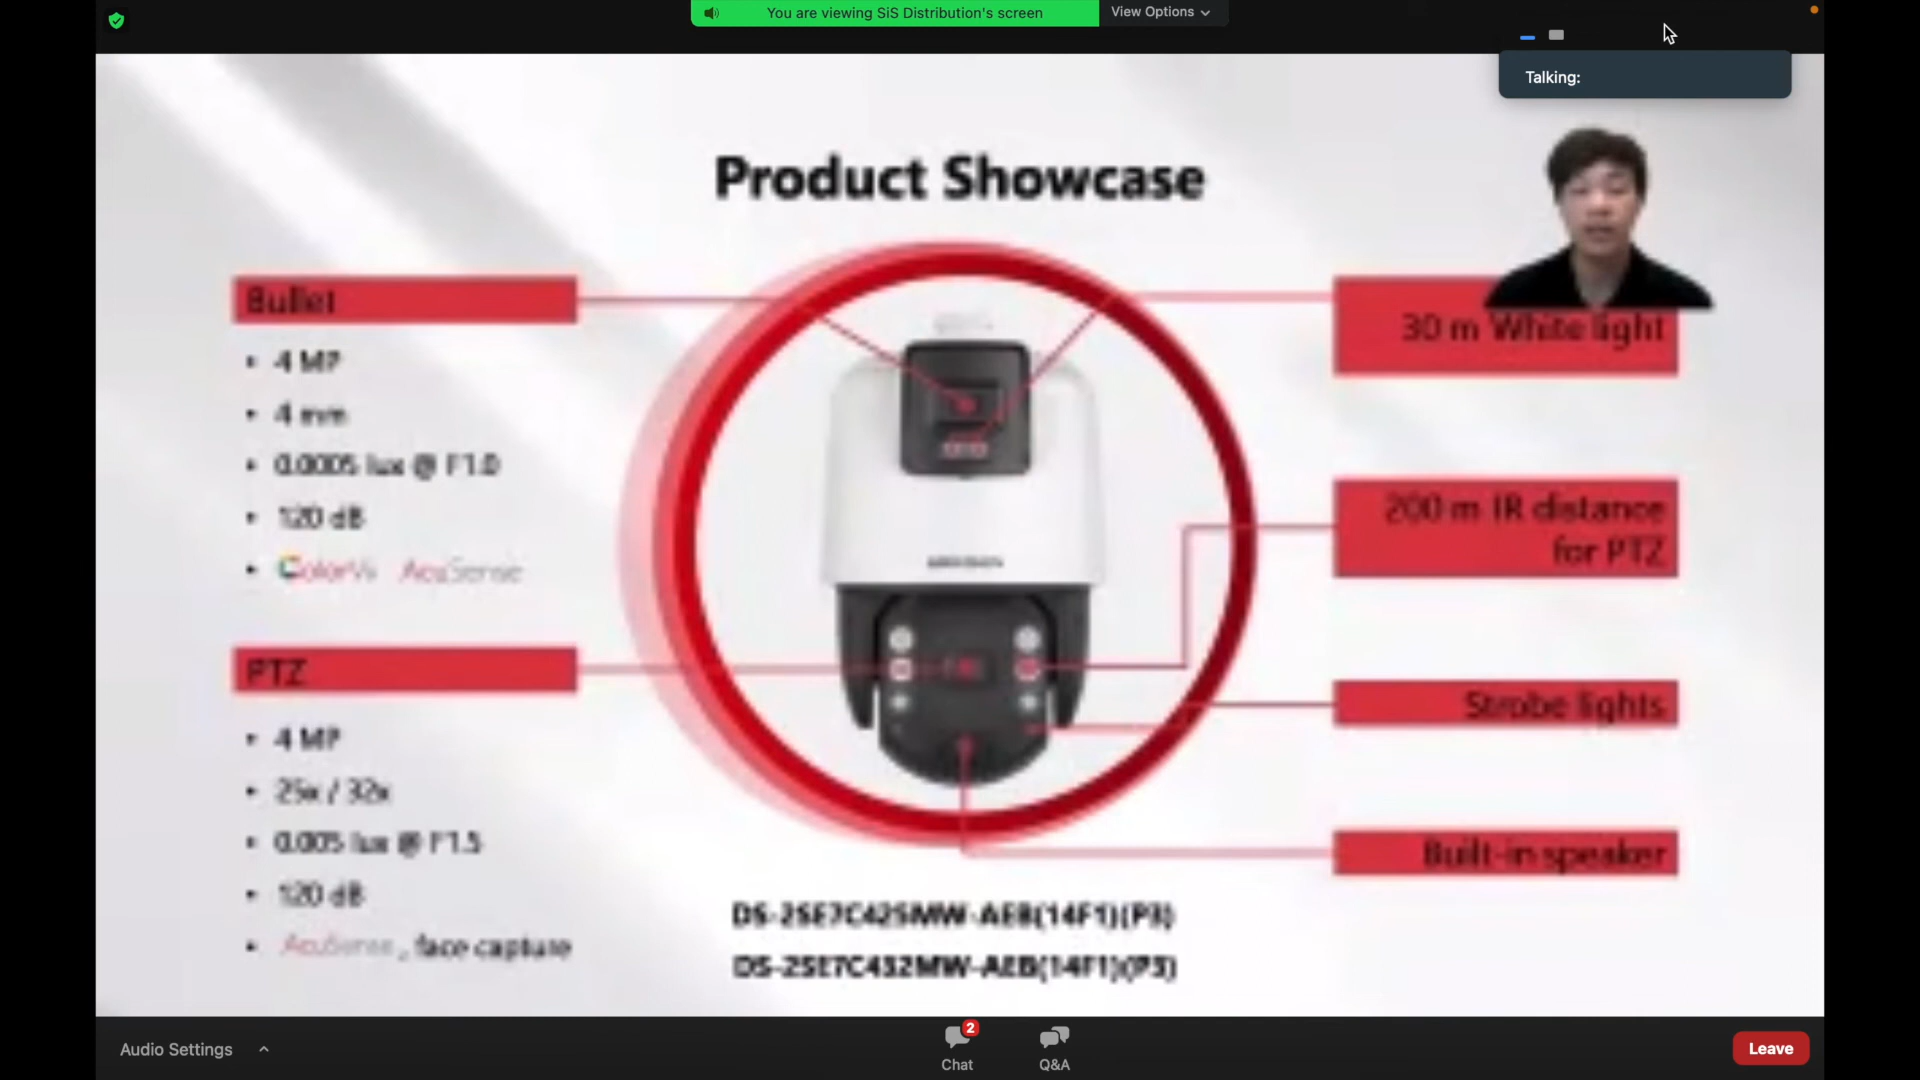 You are viewing SiS Distribution's screen
View Options
Talking:
Product Showcase
Bullet
• 4 MP
• 4 mm
• 0.0005 lux @ F1.0
• 120 dB
• ColorVu AcuSense
PTZ
• 4 MP
• 25x / 32x
• 0.005 lux @ F1.5
• 120 dB
• AcuSense, face capture
30 m White light
200 m IR distance
for PTZ
Strobe lights
Built-in speaker
HIKVISION
DS-2SE7C425MW-AEB(14F1)(P3)
DS-2SE7C432MW-AEB(14F1)(P3)
Audio Settings
2
Chat
Q&A
Leave